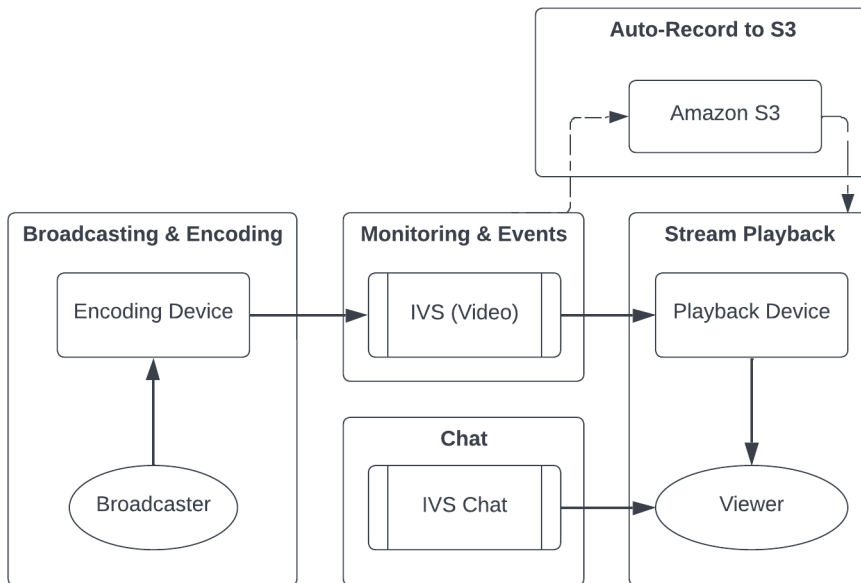 Auto-Record to S3
Amazon S3
Broadcasting & Encoding
Monitoring & Events
Stream Playback
Encoding Device
IVS (Video)
Playback Device
Chat
Broadcaster
IVS Chat
Viewer